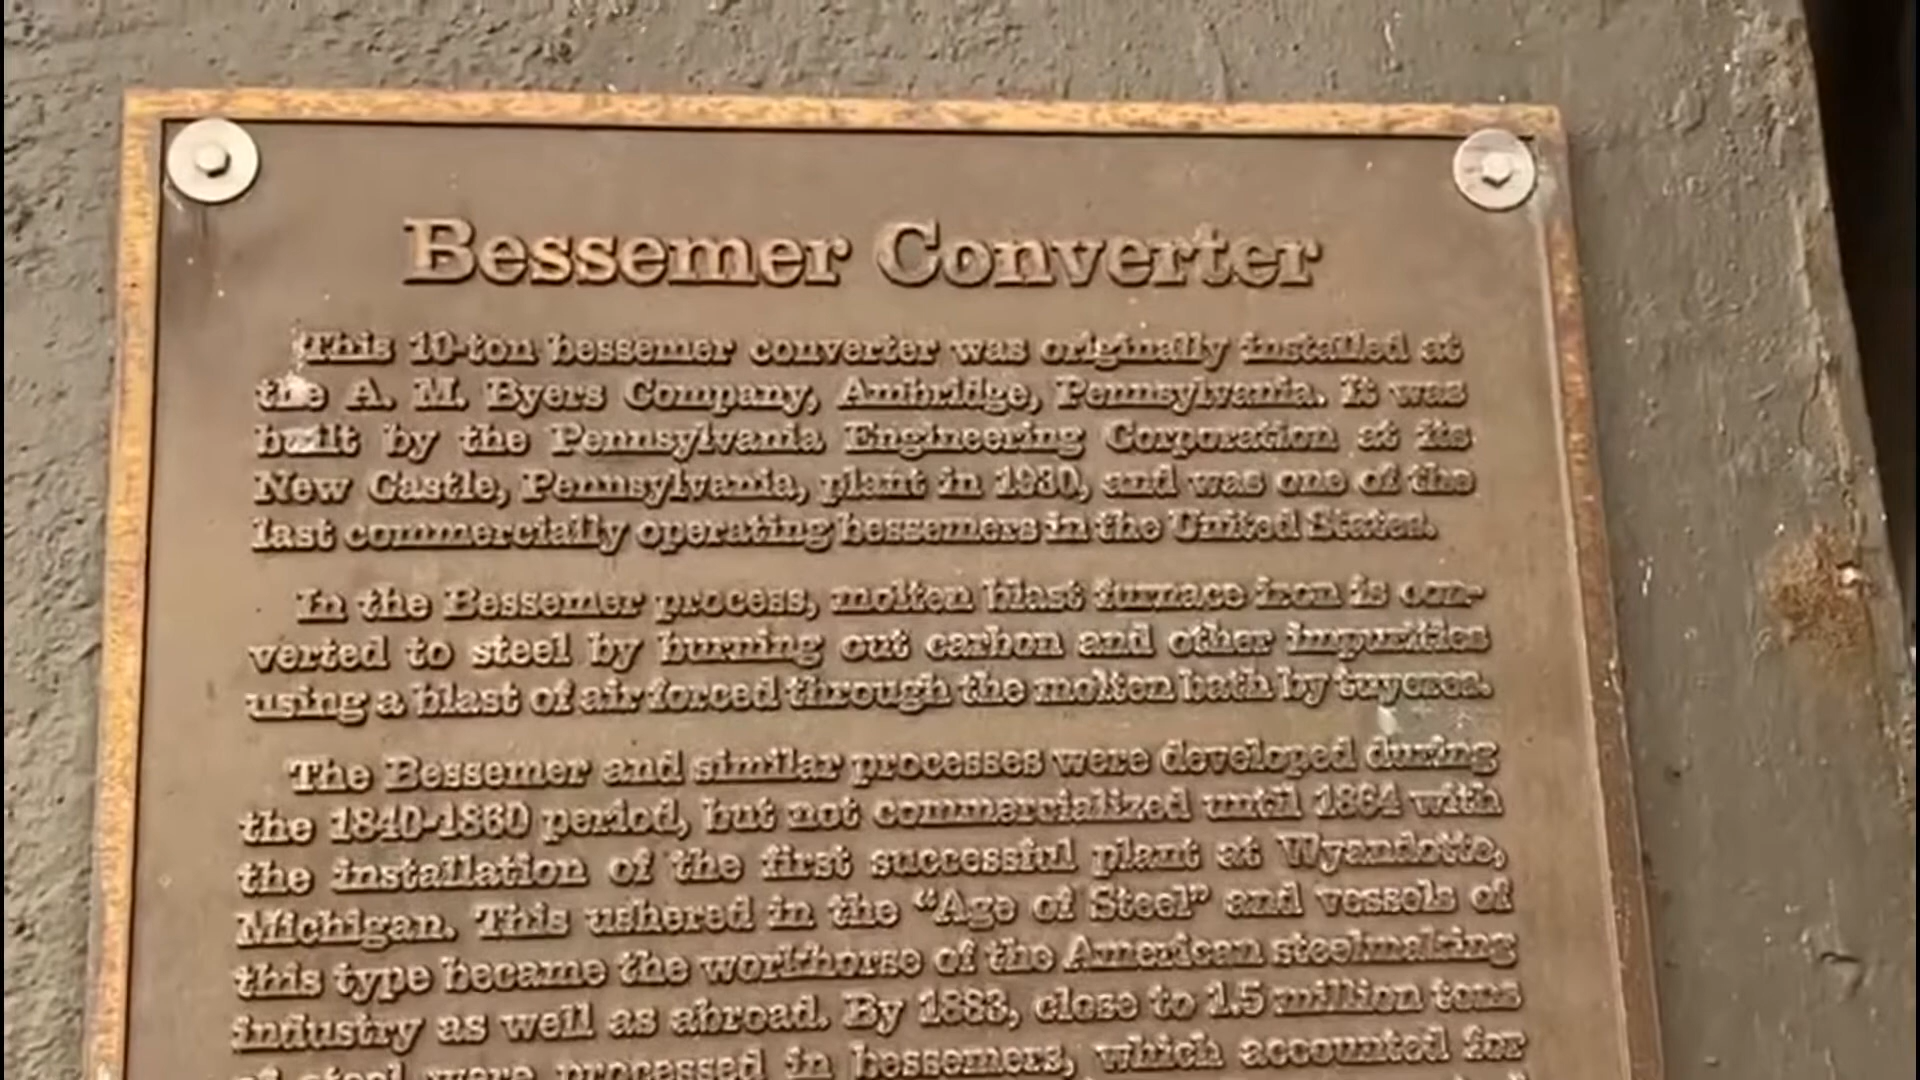 Bessemer Converter
This 10-ton bessemer converter was originally installed at
the A. M. Byers Company, Ambridge, Pennsylvania. It was
built by the Pennsylvania Engineering Corporation at its
New Castle, Pennsylvania, plant in 1930, and was one of the
last commercially operating bessemers in the United States.
In the Bessemer process, molten blast furnace iron is con-
verted to steel by burning out carbon and other impurities
using a blast of air forced through the molten bath by tuyeres.
The Bessemer and similar processes were developed during
the 1840-1860 period, but not commercialized until 1864 with
the installation of the first successful plant at Wyandotte,
Michigan. This ushered in the “Age of Steel” and vessels of
this type became the workhorse of the American steelmaking
industry as well as abroad. By 1883, close to 1.5 million tons
of steel were processed in bessemers, which accounted for